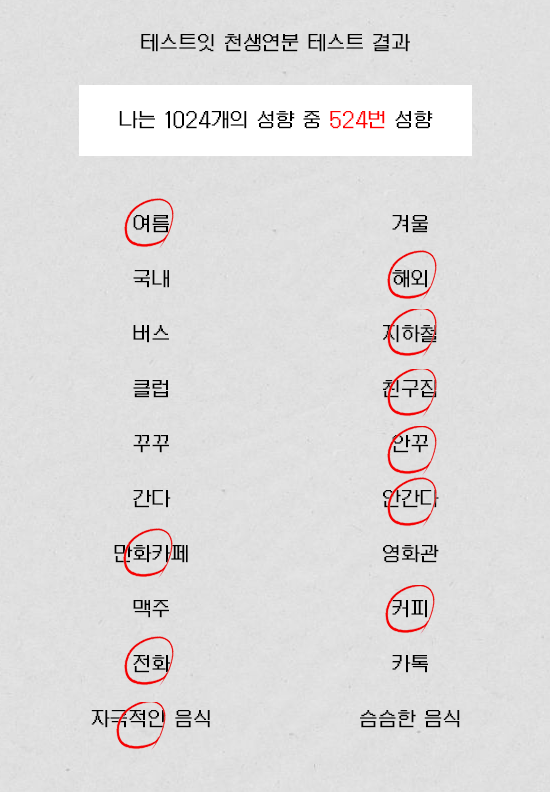 테스트잇 천생연분 테스트 결과
나는 1024개의 성향 중 524번 성향
여름 겨울
국내 해외
버스 지하철
클럽 친구집
꾸꾸 안꾸
간다 안간다
만화카페 영화관
맥주 커피
전화 카톡
자극적인 음식 슴슴한 음식